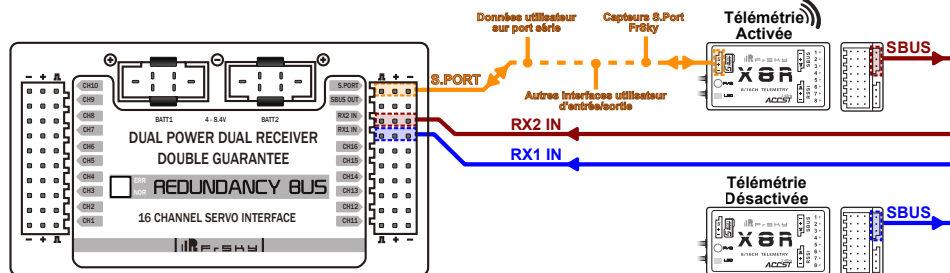 Données utilisateur
sur port série
Capteurs S.Port
FrSky
Autres interfaces utilisateur
d'entrée/sortie
S.PORT
RX2 IN
RX1 IN
Télémétrie
Activée
SBUS
FrSky
X8R
8/16CH TELEMETRY
ACCST
SBUS
RSSI
Télémétrie
Désactivée
SBUS
X8R
8/16CH TELEMETRY
ACCST
CH10
CH9
CH8
CH7
CH6
CH5
CH4
CH3
CH2
CH1
BATT1
4 - 8.4V
BATT2
DUAL POWER DUAL RECEIVER
DOUBLE GUARANTEE
ERR
NOR
REDUNDANCY BUS
16 CHANNEL SERVO INTERFACE
FrSky
S.PORT
SBUS OUT
RX2 IN
RX1 IN
CH16
CH15
CH14
CH13
CH12
CH11